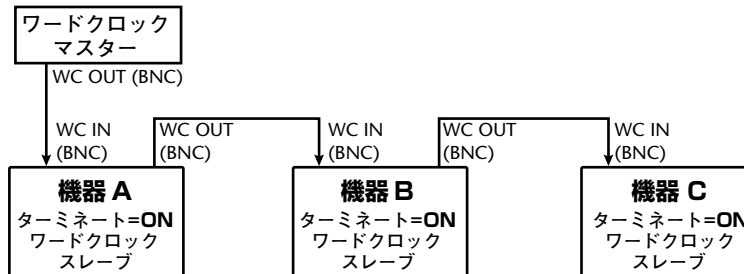 ワードクロック
マスター
WC OUT (BNC)
WC IN
(BNC)
WC OUT
(BNC)
WC IN
(BNC)
WC OUT
(BNC)
WC IN
(BNC)
機器 A
ターミネート=ON
ワードクロック
スレーブ
機器 B
ターミネート=ON
ワードクロック
スレーブ
機器 C
ターミネート=ON
ワードクロック
スレーブ